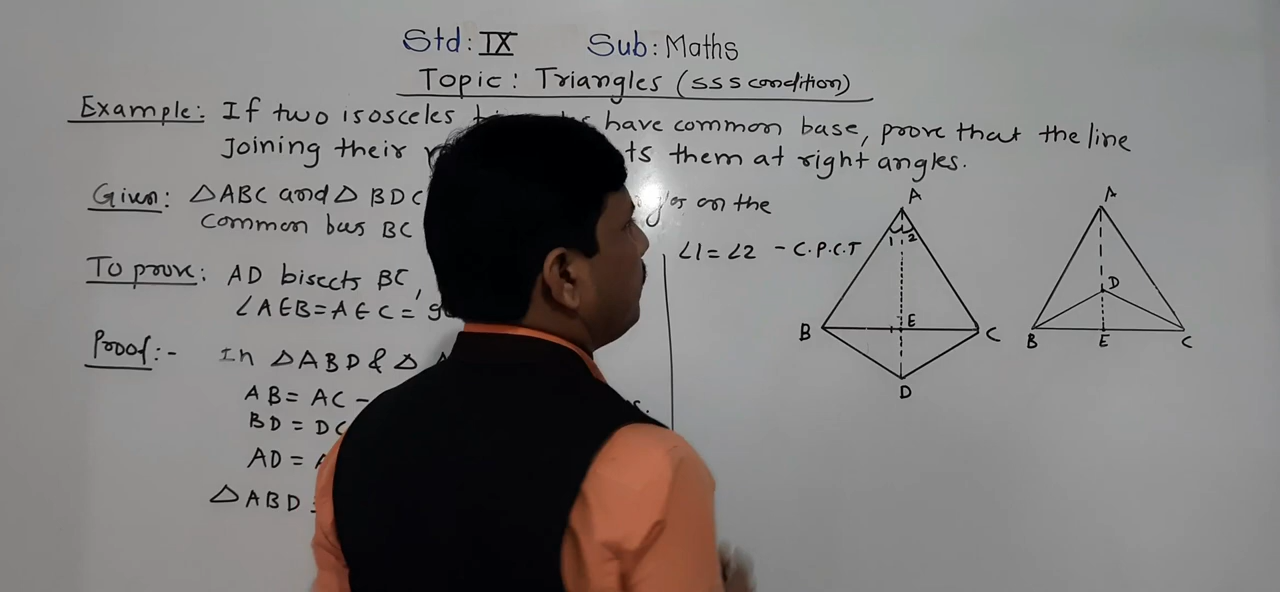 Std: IX Sub: Maths
Topic: Triangles (SSS condition)
Example: If two isosceles have common base, prove that the line
Joining their them at right angles.
Given: △ABC and △ BDC on the
common bas BC
To prove: AD bisects BC,
∠AEB = AEC =
Proof:- In △ABD & △
AB = AC -
BD = DC
AD =
△ABD
∠1 = ∠2 - C.P.C.T
A
1 2
B E C
D
A
D
B E C